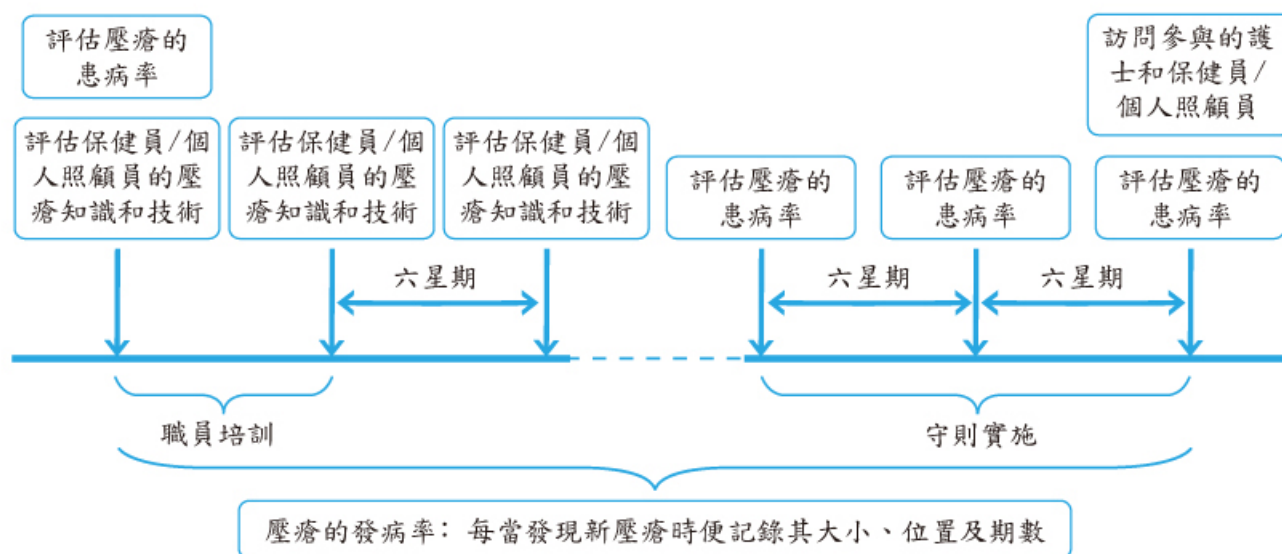 評估壓瘡的
患病率
訪問參與的護
士和保健員/
個人照顧員
評估保健員/個
人照顧員的壓
瘡知識和技術
評估保健員/個
人照顧員的壓
瘡知識和技術
評估保健員/個
人照顧員的壓
瘡知識和技術
評估壓瘡的
患病率
評估壓瘡的
患病率
評估壓瘡的
患病率
六星期
六星期
六星期
職員培訓
守則實施
壓瘡的發病率：每當發現新壓瘡時便記錄其大小、位置及期數